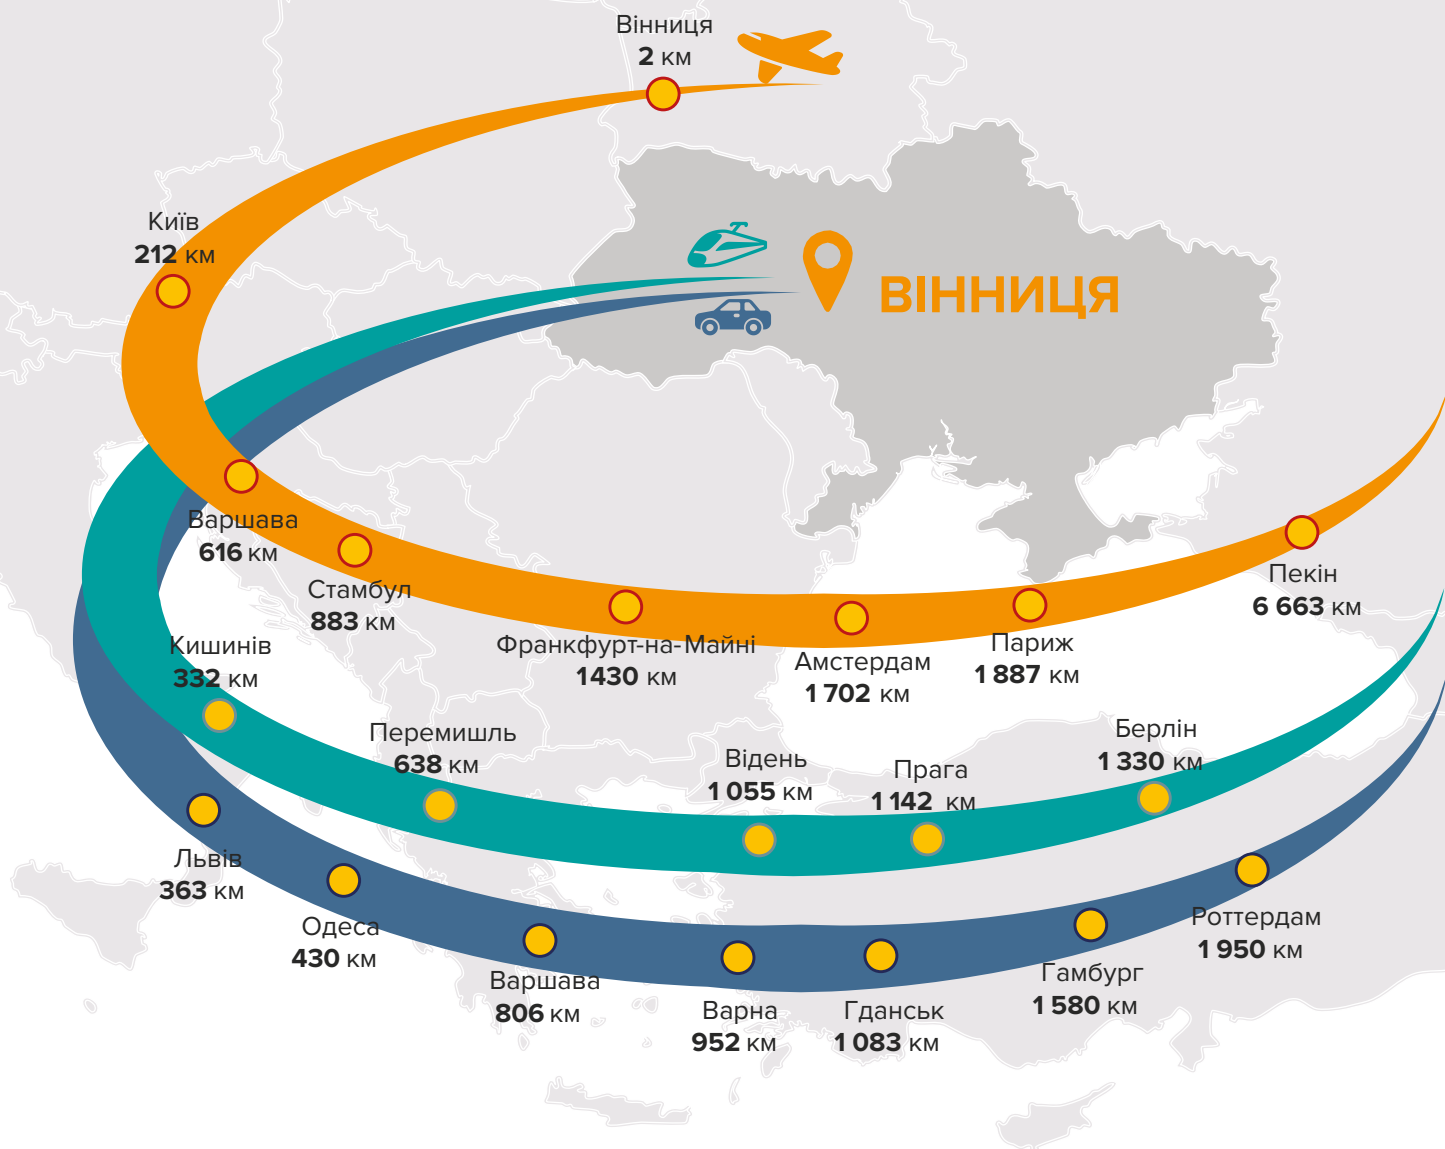 Вінниця
2 км
Київ
212 км
ВІННИЦЯ
Варшава
616 км
Стамбул
883 км
Франкфурт-на-Майні
1430 км
Амстердам
1 702 км
Париж
1 887 км
Пекін
6 663 км
Кишинів
332 км
Перемишль
638 км
Відень
1 055 км
Прага
1 142 км
Берлін
1 330 км
Львів
363 км
Одеса
430 км
Варшава
806 км
Варна
952 км
Гданськ
1 083 км
Гамбург
1 580 км
Роттердам
1 950 км